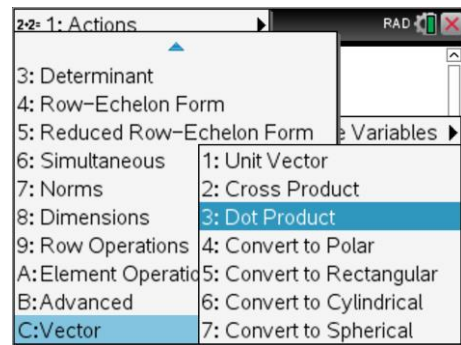 2+2= 1: Actions
RAD
3: Determinant
4: Row-Echelon Form
5: Reduced Row-Echelon Form
e Variables
6: Simultaneous
7: Norms
8: Dimensions
9: Row Operations
A:Element Operatio
B:Advanced
C:Vector
1: Unit Vector
2: Cross Product
3: Dot Product
4: Convert to Polar
5: Convert to Rectangular
6: Convert to Cylindrical
7: Convert to Spherical